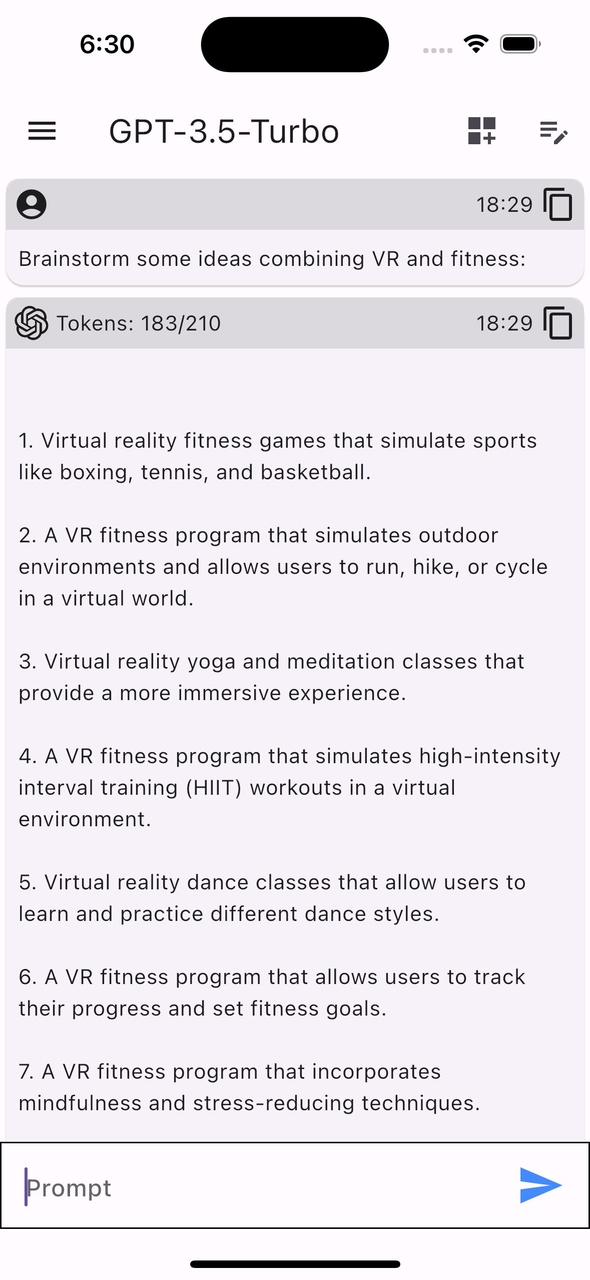 6:30
GPT-3.5-Turbo
18:29
Brainstorm some ideas combining VR and fitness:
Tokens: 183/210
18:29
1. Virtual reality fitness games that simulate sports
like boxing, tennis, and basketball.
2. A VR fitness program that simulates outdoor
environments and allows users to run, hike, or cycle
in a virtual world.
3. Virtual reality yoga and meditation classes that
provide a more immersive experience.
4. A VR fitness program that simulates high-intensity
interval training (HIIT) workouts in a virtual
environment.
5. Virtual reality dance classes that allow users to
learn and practice different dance styles.
6. A VR fitness program that allows users to track
their progress and set fitness goals.
7. A VR fitness program that incorporates
mindfulness and stress-reducing techniques.
Prompt